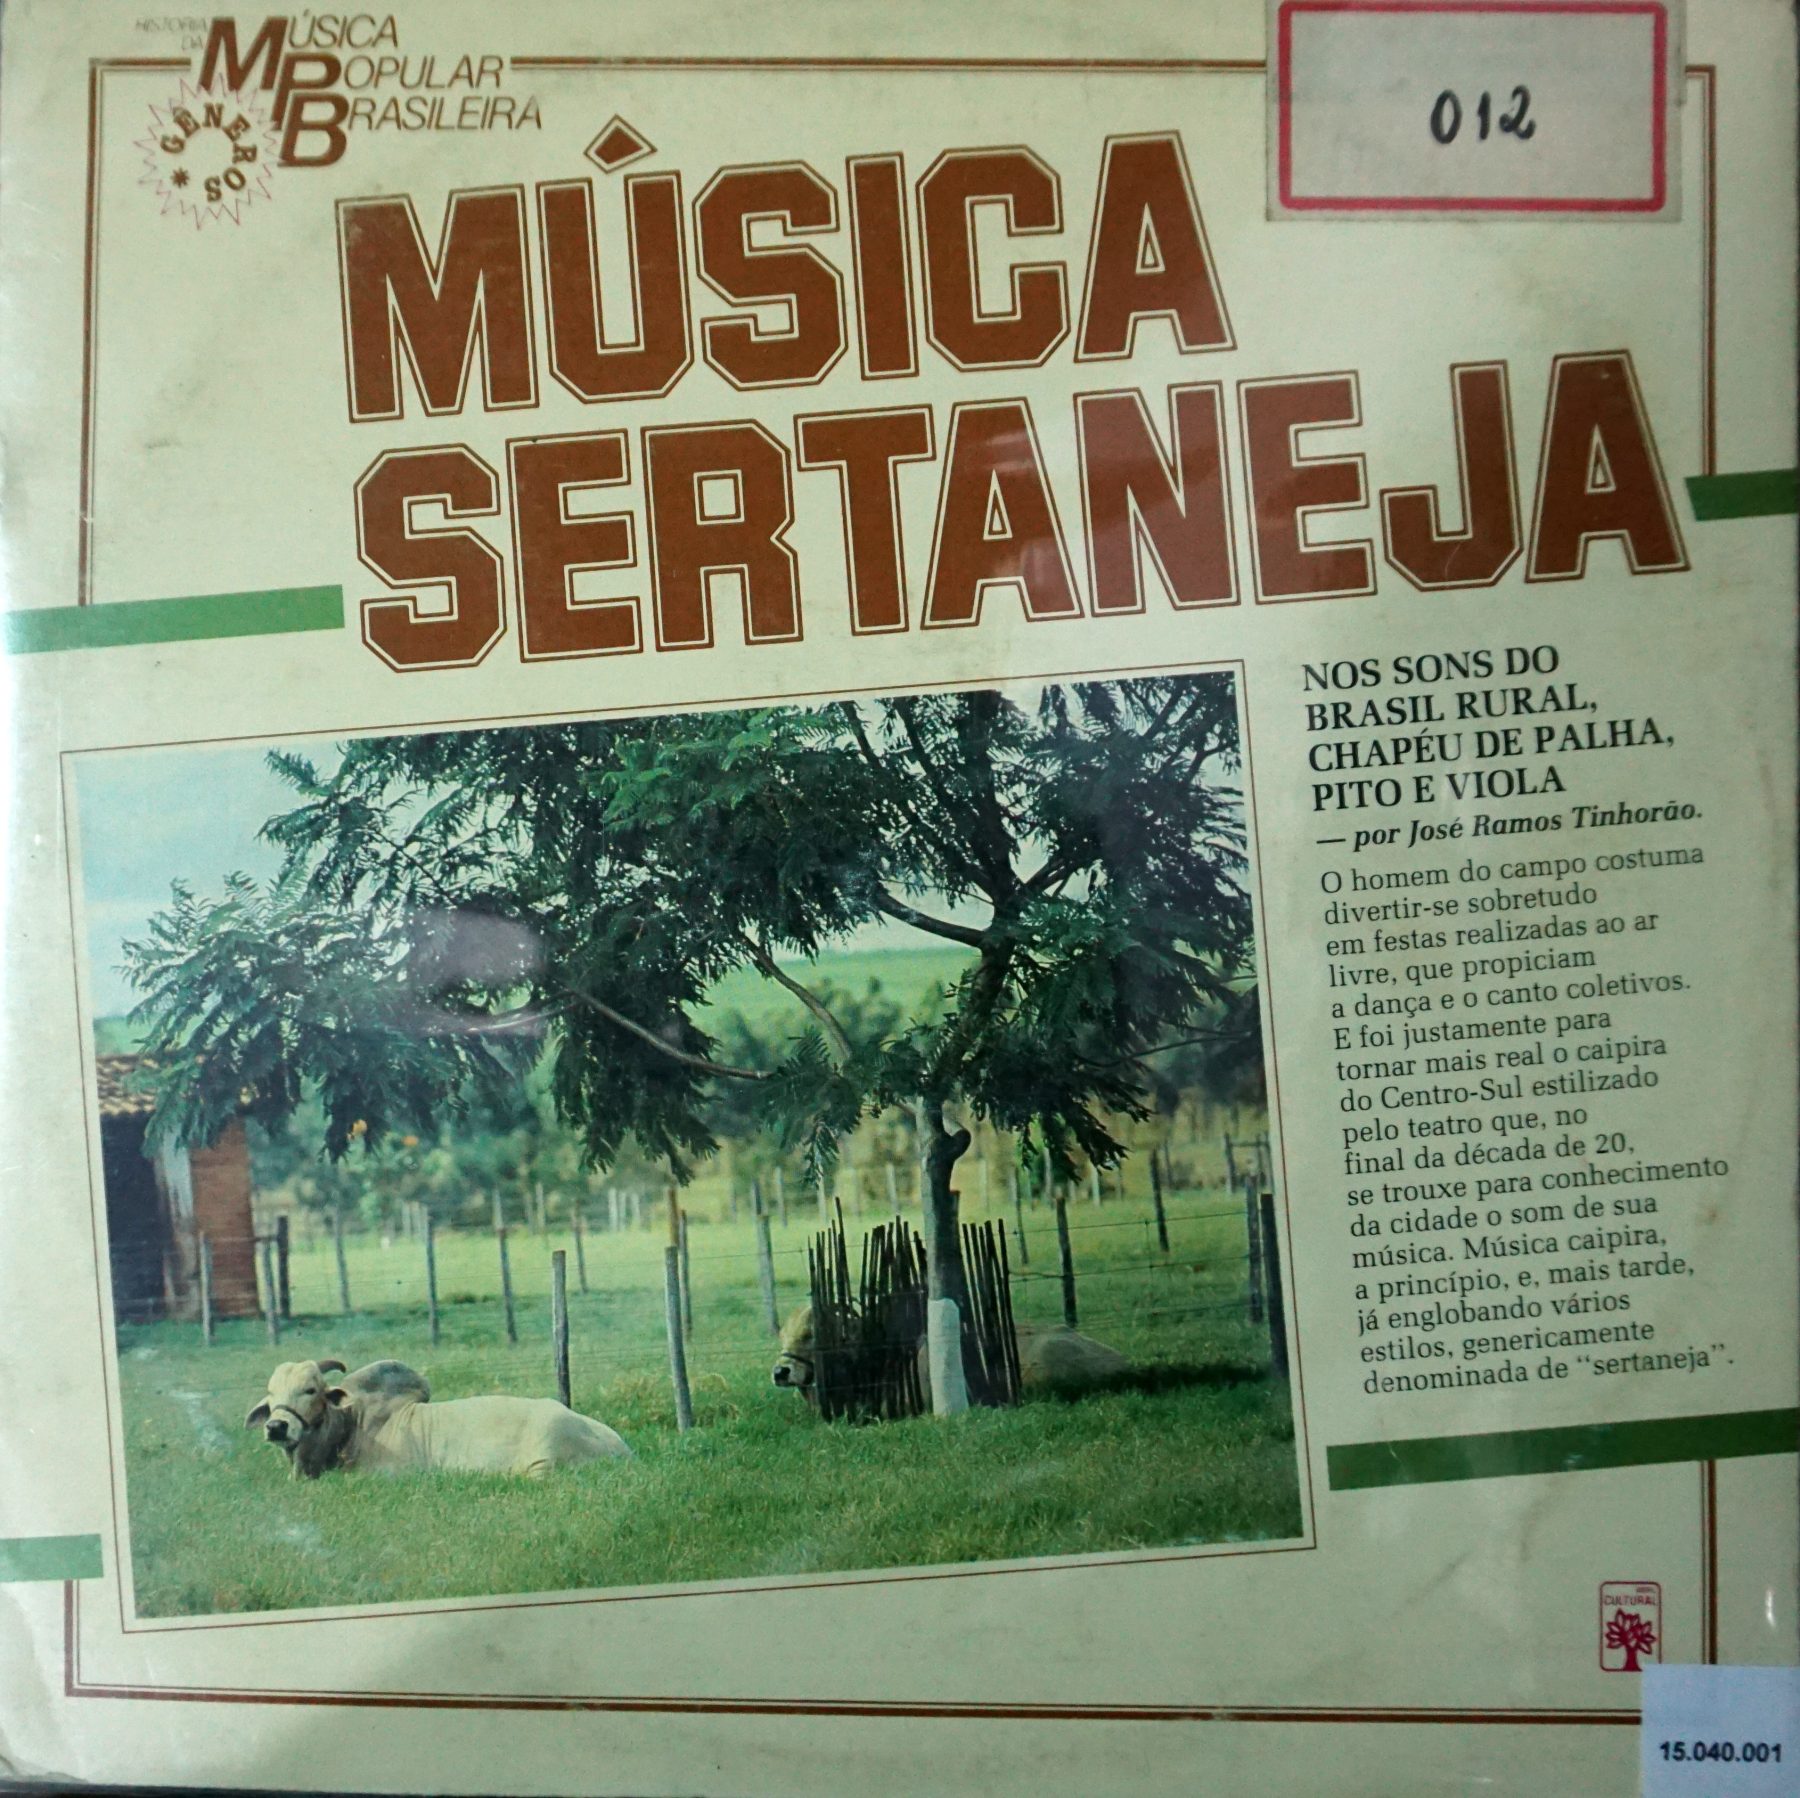 HISTÓRIA
DA MÚSICA
POPULAR
BRASILEIRA
GÊNEROS *
012
MÚSICA
SERTANEJA
NOS SONS DO
BRASIL RURAL,
CHAPÉU DE PALHA,
PITO E VIOLA
— por José Ramos Tinhorão.
O homem do campo costuma
divertir-se sobretudo
em festas realizadas ao ar
livre, que propiciam
a dança e o canto coletivos.
E foi justamente para
tornar mais real o caipira
do Centro-Sul estilizado
pelo teatro que, no
final da década de 20,
se trouxe para conhecimento
da cidade o som de sua
música. Música caipira,
a princípio, e, mais tarde,
já englobando vários
estilos, genericamente
denominada de “sertaneja”.
ABRIL
CULTURAL
15.040.001